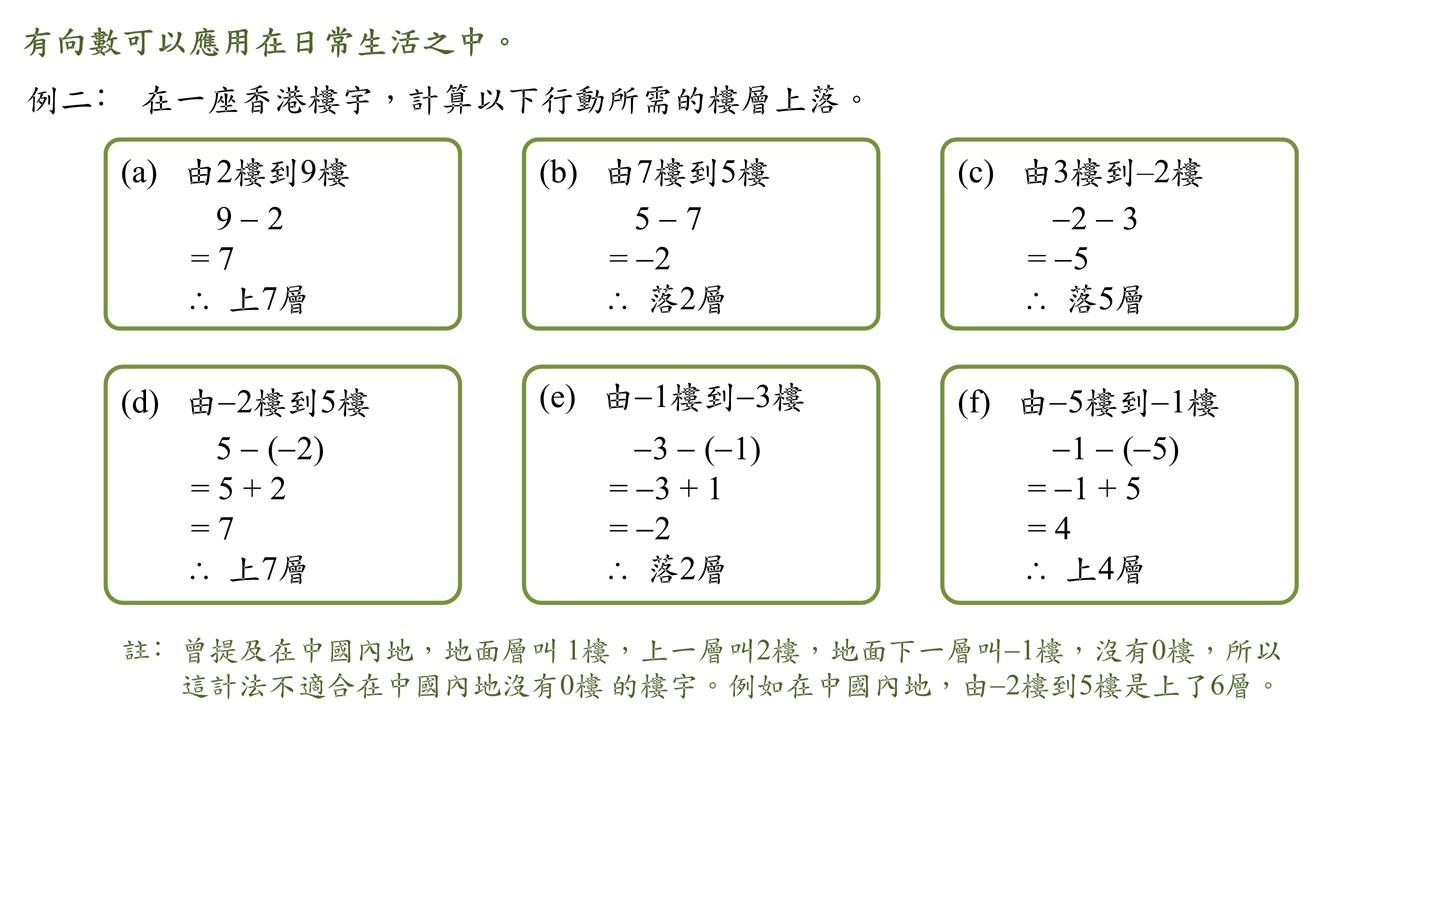 有向數可以應用在日常生活之中。
例二： 在一座香港樓宇，計算以下行動所需的樓層上落。
(a) 由2樓到9樓
9 – 2
= 7
∴ 上7層
(b) 由7樓到5樓
5 – 7
= –2
∴ 落2層
(c) 由3樓到–2樓
–2 – 3
= –5
∴ 落5層
(d) 由–2樓到5樓
5 – (–2)
= 5 + 2
= 7
∴ 上7層
(e) 由–1樓到–3樓
–3 – (–1)
= –3 + 1
= –2
∴ 落2層
(f) 由–5樓到–1樓
–1 – (–5)
= –1 + 5
= 4
∴ 上4層
註： 曾提及在中國內地，地面層叫 1樓，上一層叫2樓，地面下一層叫–1樓，沒有0樓，所以
這計法不適合在中國內地沒有0樓 的樓宇。例如在中國內地，由–2樓到5樓是上了6層。